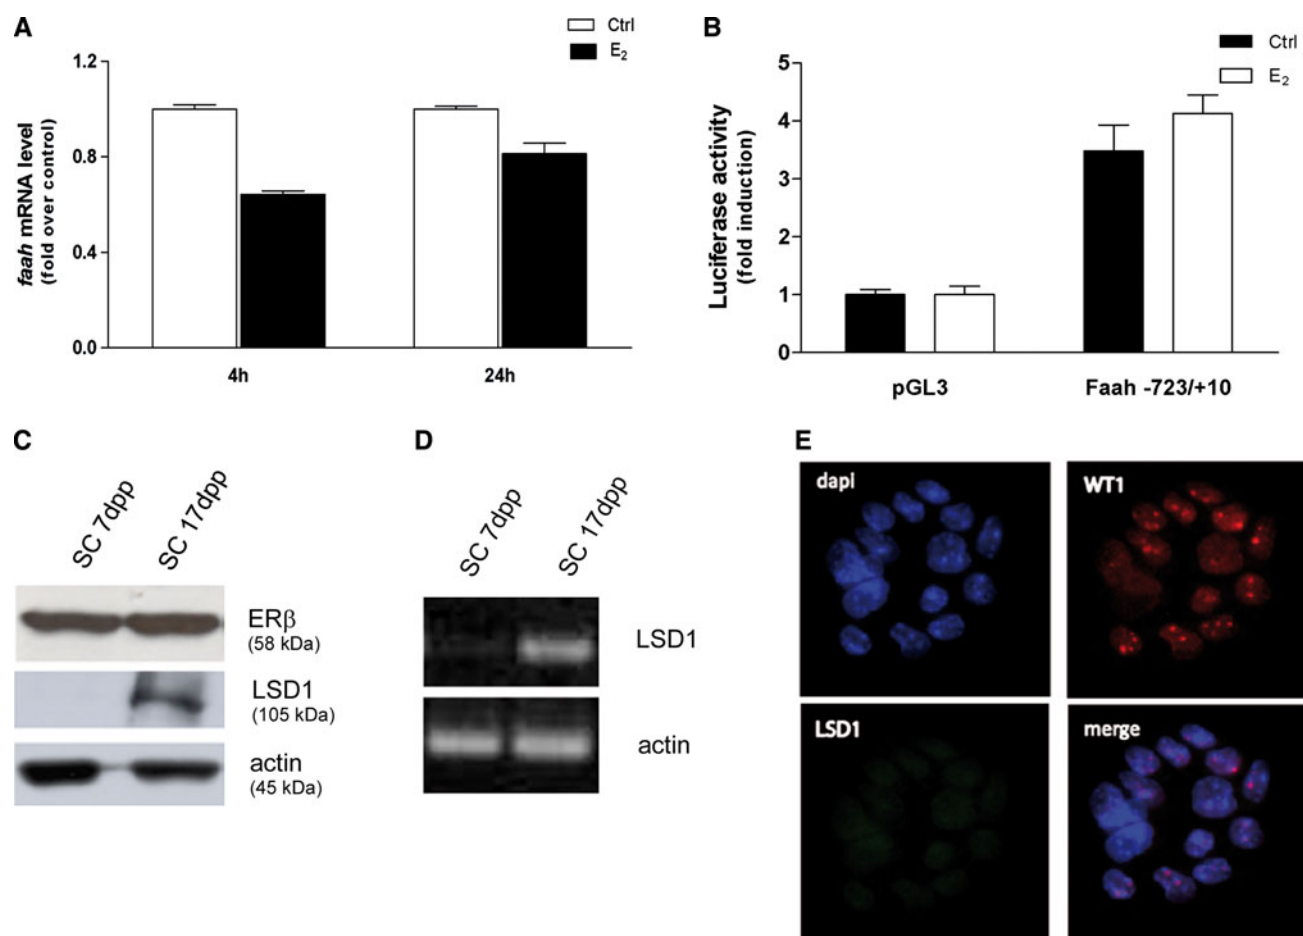 A
Ctrl
E2
faah mRNA level
(fold over control)
1.2
0.8
0.4
0.0
4h
24h
B
Ctrl
E2
Luciferase activity
(fold induction)
5
4
3
2
1
0
pGL3
Faah -723/+10
C
SC 7dpp
SC 17dpp
ERβ
(58 kDa)
LSD1
(105 kDa)
actin
(45 kDa)
D
SC 7dpp
SC 17dpp
LSD1
actin
E
dapi
WT1
LSD1
merge